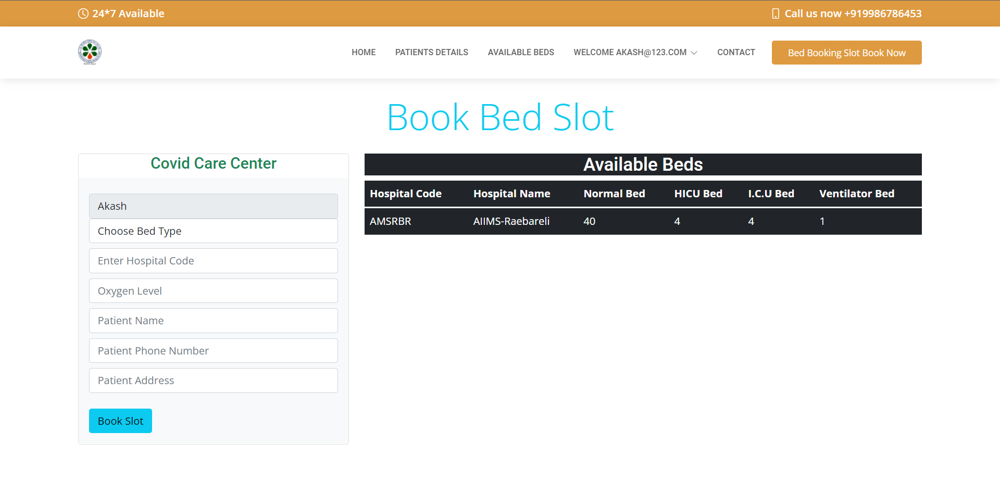 24*7 Available
Call us now +919986786453
HOME PATIENTS DETAILS AVAILABLE BEDS WELCOME AKASH@123.COM CONTACT Bed Booking Slot Book Now
Book Bed Slot
Covid Care Center
Akash
Choose Bed Type
Enter Hospital Code
Oxygen Level
Patient Name
Patient Phone Number
Patient Address
Book Slot
Available Beds
Hospital Code Hospital Name Normal Bed HICU Bed I.C.U Bed Ventilator Bed
AMSRBR AIIMS-Raebareli 40 4 4 1